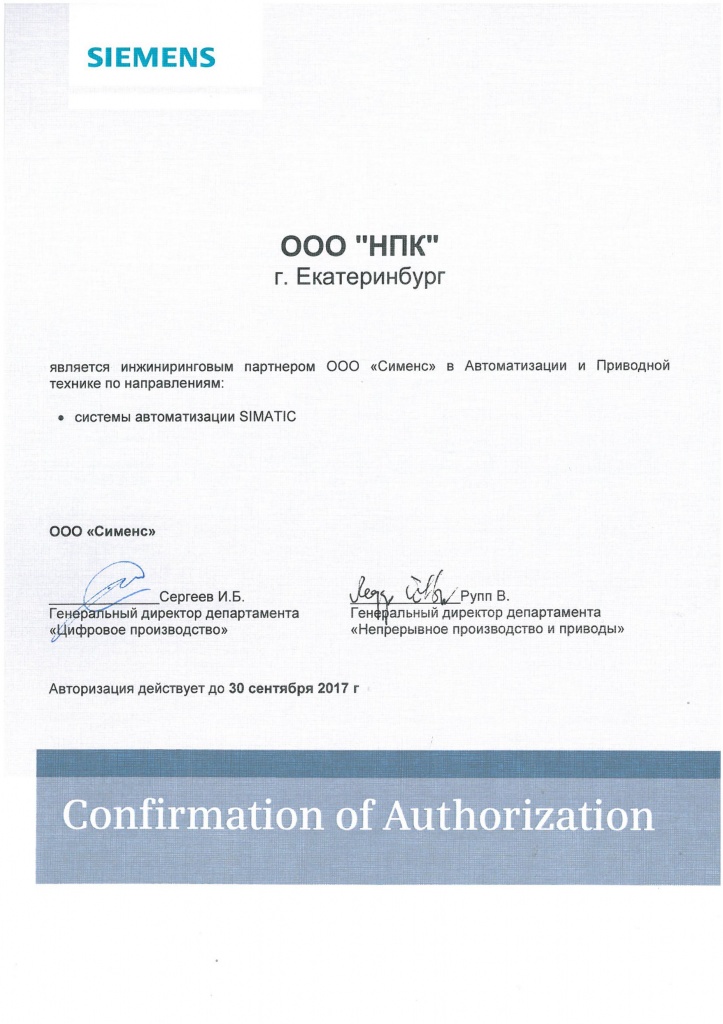 SIEMENS
ООО "НПК"
г. Екатеринбург
является инжиниринговым партнером ООО «Сименс» в Автоматизации и Приводной
технике по направлениям:
• системы автоматизации SIMATIC
ООО «Сименс»
Сергеев И.Б. Рупп В.
Генеральный директор департамента Генеральный директор департамента
«Цифровое производство» «Непрерывное производство и приводы»
Авторизация действует до 30 сентября 2017 г
Confirmation of Authorization